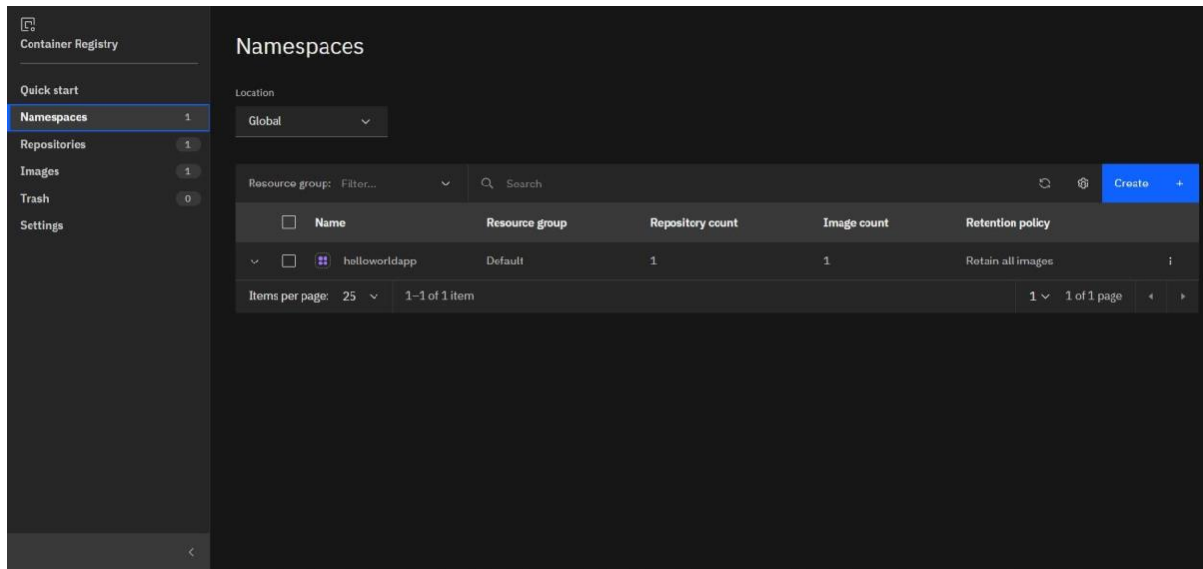 Container Registry
Quick start
Namespaces 1
Repositories 1
Images 1
Trash 0
Settings
Namespaces
Location
Global
Resource group: Filter... Search Create +
Name Resource group Repository count Image count Retention policy
helloworldapp Default 1 1 Retain all images
Items per page: 25 1–1 of 1 item 1 1 of 1 page